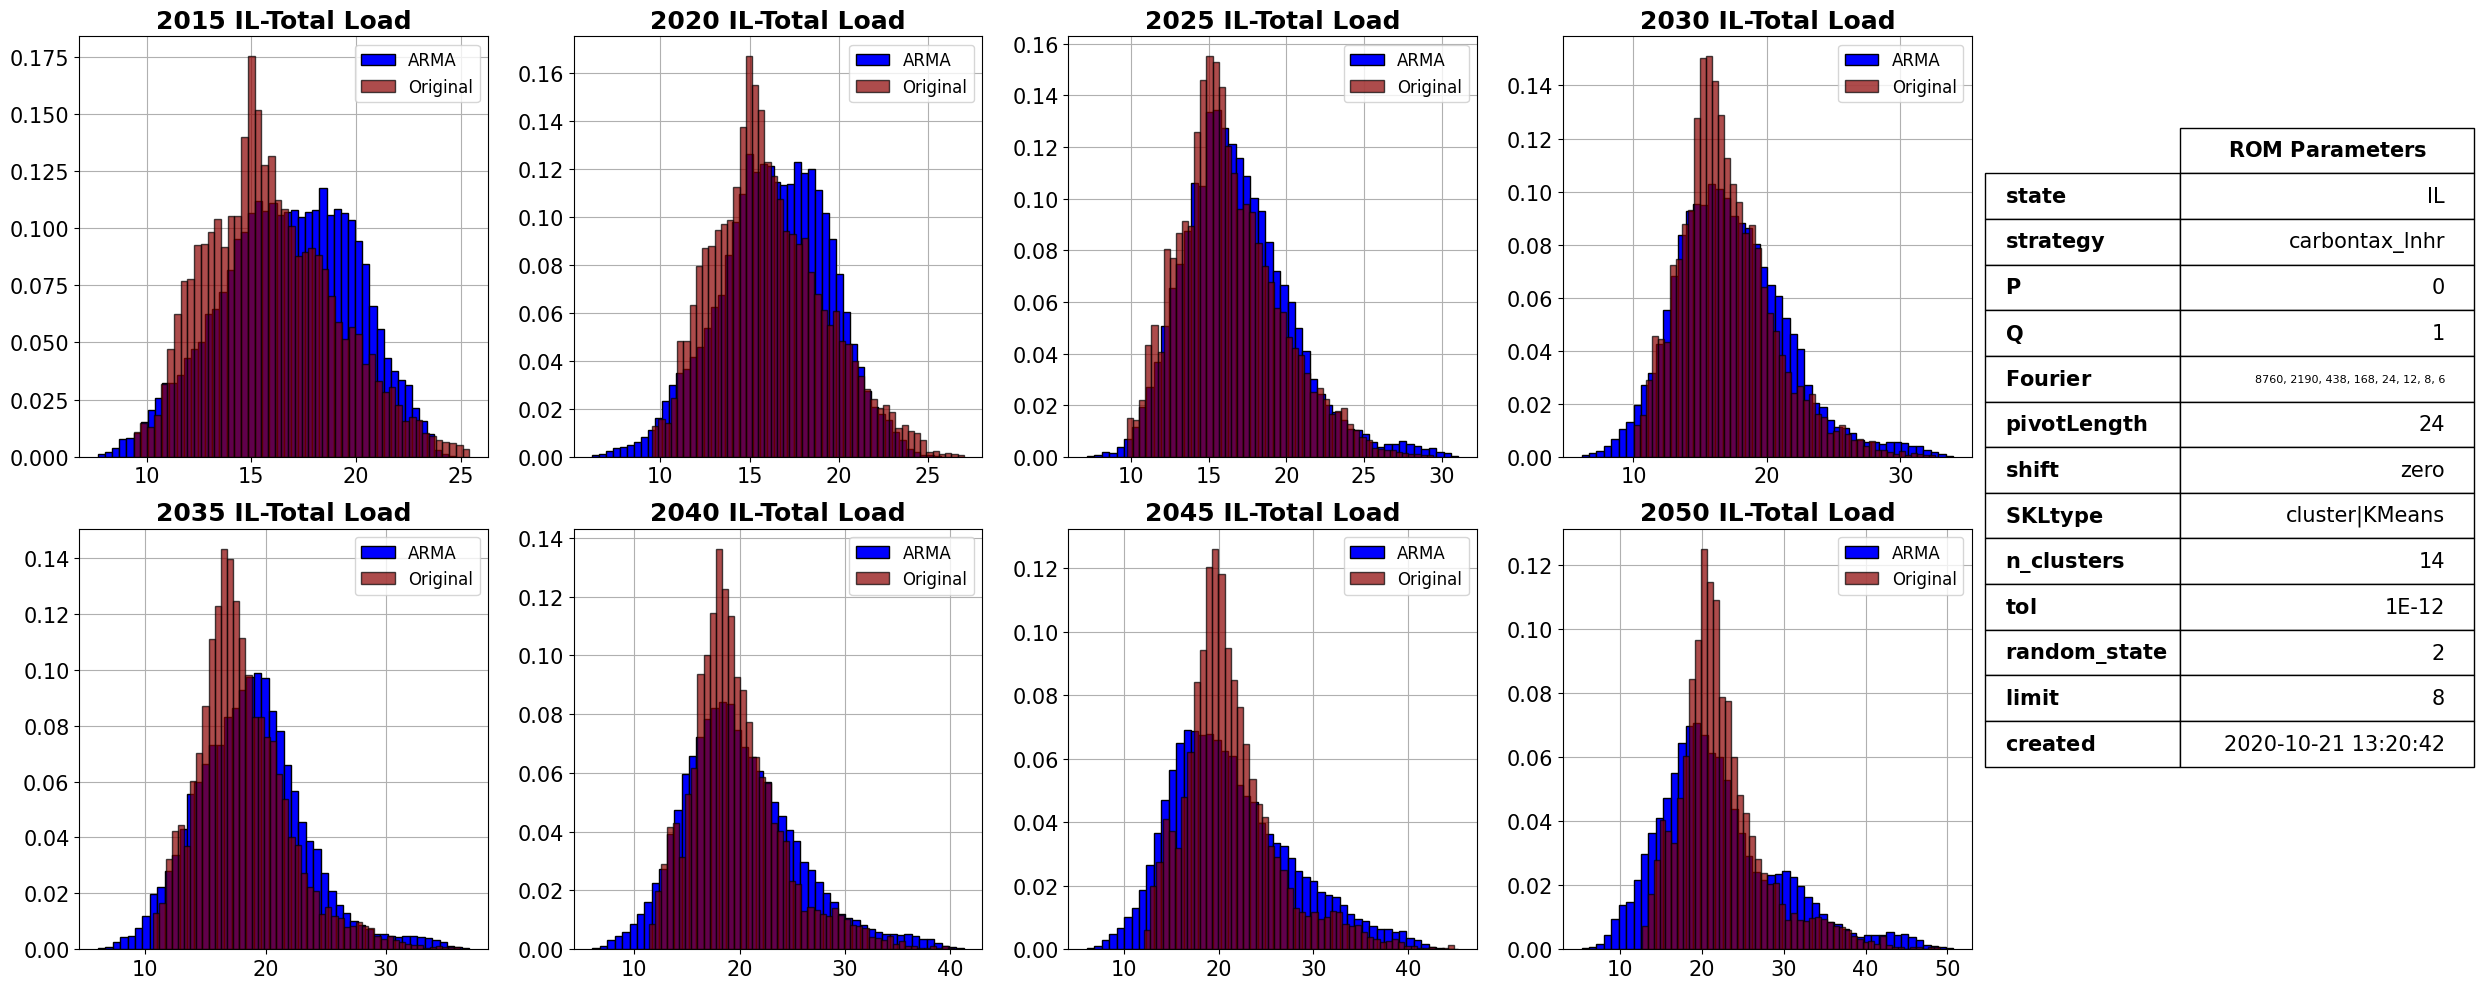 2015 IL-Total Load
0.175
0.150
0.125
0.100
0.075
0.050
0.025
0.000
10 15 20 25
ARMA
Original
2020 IL-Total Load
0.16
0.14
0.12
0.10
0.08
0.06
0.04
0.02
0.00
10 15 20 25
ARMA
Original
2025 IL-Total Load
0.16
0.14
0.12
0.10
0.08
0.06
0.04
0.02
0.00
10 15 20 25 30
ARMA
Original
2030 IL-Total Load
0.14
0.12
0.10
0.08
0.06
0.04
0.02
0.00
10 20 30
ARMA
Original
2035 IL-Total Load
0.14
0.12
0.10
0.08
0.06
0.04
0.02
0.00
10 20 30
ARMA
Original
2040 IL-Total Load
0.14
0.12
0.10
0.08
0.06
0.04
0.02
0.00
10 20 30 40
ARMA
Original
2045 IL-Total Load
0.12
0.10
0.08
0.06
0.04
0.02
0.00
10 20 30 40
ARMA
Original
2050 IL-Total Load
0.12
0.10
0.08
0.06
0.04
0.02
0.00
10 20 30 40 50
ARMA
Original
ROM Parameters
state IL
strategy carbontax_lnhr
P 0
Q 1
Fourier 8760, 2190, 438, 168, 24, 12, 8, 6
pivotLength 24
shift zero
SKLtype cluster|KMeans
n_clusters 14
tol 1E-12
random_state 2
limit 8
created 2020-10-21 13:20:42